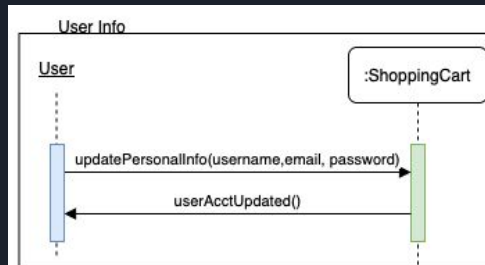 User Info
User
:ShoppingCart
updatePersonalInfo(username,email, password)
userAcctUpdated()